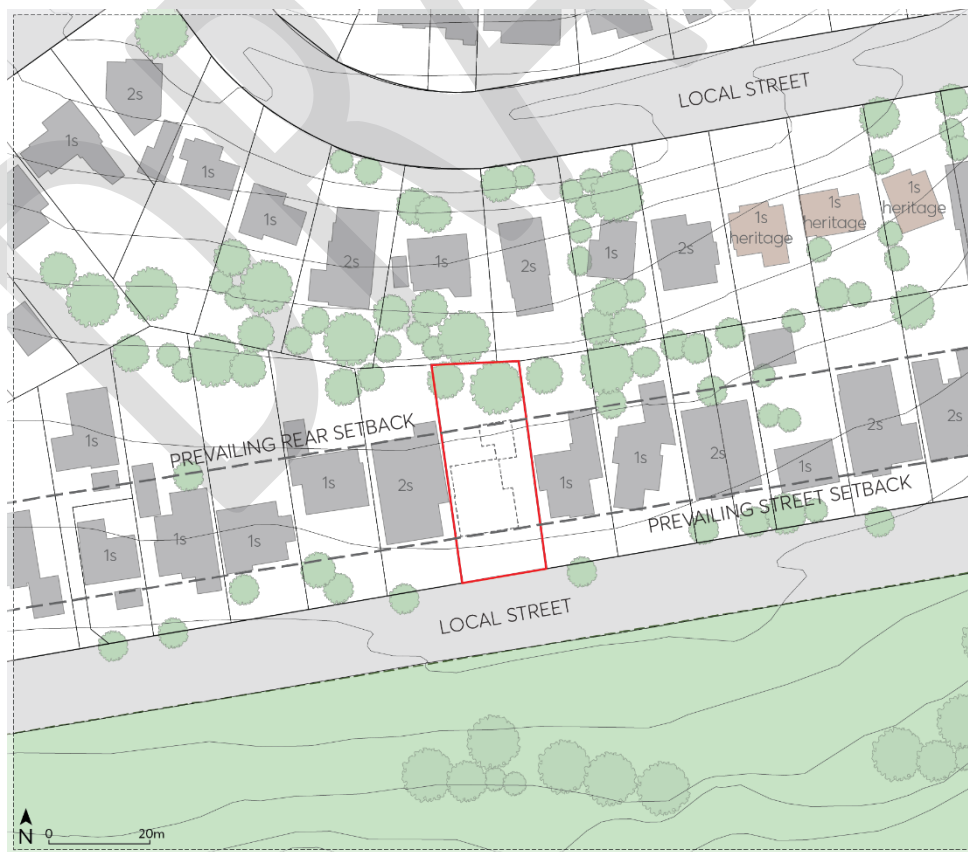 LOCAL STREET
2s
1s
1s
1s
1s
heritage
1s
heritage
1s
heritage
2s
1s
2s
1s
2s
PREVAILING REAR SETBACK
1s
1s
2s
1s
1s
2s
1s
2s
2s
PREVAILING STREET SETBACK
1s
1s
1s
LOCAL STREET
N
0
20m